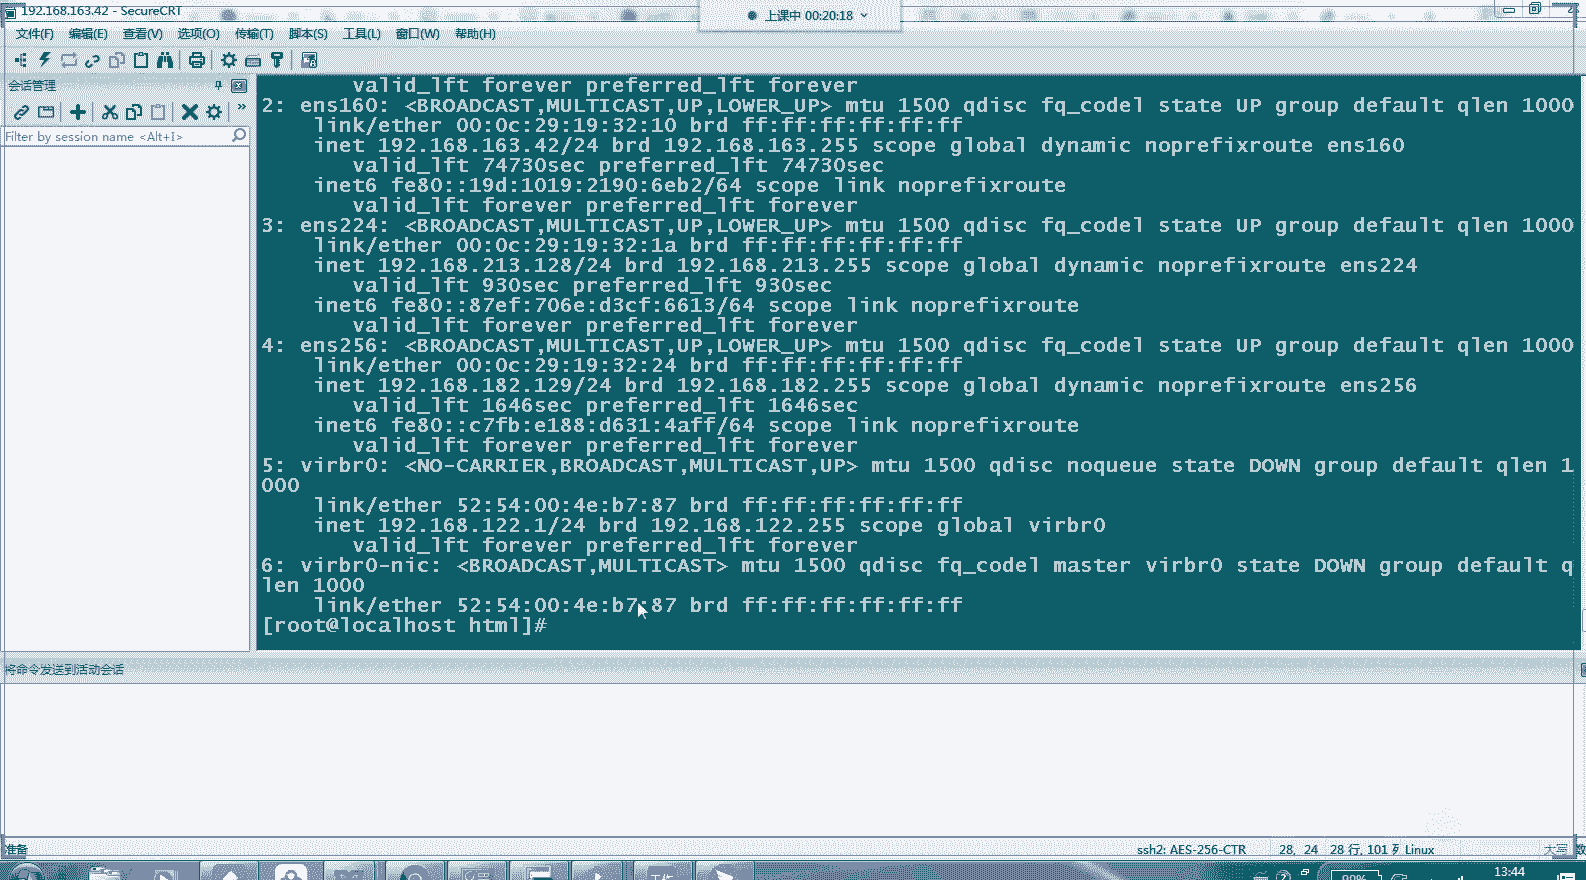 192.168.163.42 - SecureCRT
上课中 00:20:18
文件(F) 编辑(E) 查看(V) 选项(O) 传输(T) 脚本(S) 工具(L) 窗口(W) 帮助(H)
会话管理
Filter by session name <Alt+I>
valid_lft forever preferred_lft forever
2: ens160: <BROADCAST,MULTICAST,UP,LOWER_UP> mtu 1500 qdisc fq_codel state UP group default qlen 1000
link/ether 00:0c:29:19:32:10 brd ff:ff:ff:ff:ff:ff
inet 192.168.163.42/24 brd 192.168.163.255 scope global dynamic noprefixroute ens160
valid_lft 74730sec preferred_lft 74730sec
inet6 fe80::19d:1019:2190:6eb2/64 scope link noprefixroute
valid_lft forever preferred_lft forever
3: ens224: <BROADCAST,MULTICAST,UP,LOWER_UP> mtu 1500 qdisc fq_codel state UP group default qlen 1000
link/ether 00:0c:29:19:32:1a brd ff:ff:ff:ff:ff:ff
inet 192.168.213.128/24 brd 192.168.213.255 scope global dynamic noprefixroute ens224
valid_lft 930sec preferred_lft 930sec
inet6 fe80::87ef:706e:d3cf:6613/64 scope link noprefixroute
valid_lft forever preferred_lft forever
4: ens256: <BROADCAST,MULTICAST,UP,LOWER_UP> mtu 1500 qdisc fq_codel state UP group default qlen 1000
link/ether 00:0c:29:19:32:24 brd ff:ff:ff:ff:ff:ff
inet 192.168.182.129/24 brd 192.168.182.255 scope global dynamic noprefixroute ens256
valid_lft 1646sec preferred_lft 1646sec
inet6 fe80::c7fb:e188:d631:4aff/64 scope link noprefixroute
valid_lft forever preferred_lft forever
5: virbr0: <NO-CARRIER,BROADCAST,MULTICAST,UP> mtu 1500 qdisc noqueue state DOWN group default qlen 1
000
link/ether 52:54:00:4e:b7:87 brd ff:ff:ff:ff:ff:ff
inet 192.168.122.1/24 brd 192.168.122.255 scope global virbr0
valid_lft forever preferred_lft forever
6: virbr0-nic: <BROADCAST,MULTICAST> mtu 1500 qdisc fq_codel master virbr0 state DOWN group default q
len 1000
link/ether 52:54:00:4e:b7:87 brd ff:ff:ff:ff:ff:ff
[root@localhost html]#
将命令发送到活动会话
准备 ssh2: AES-256-CTR 28, 24 28 行, 101 列 Linux 大写 数
13:44